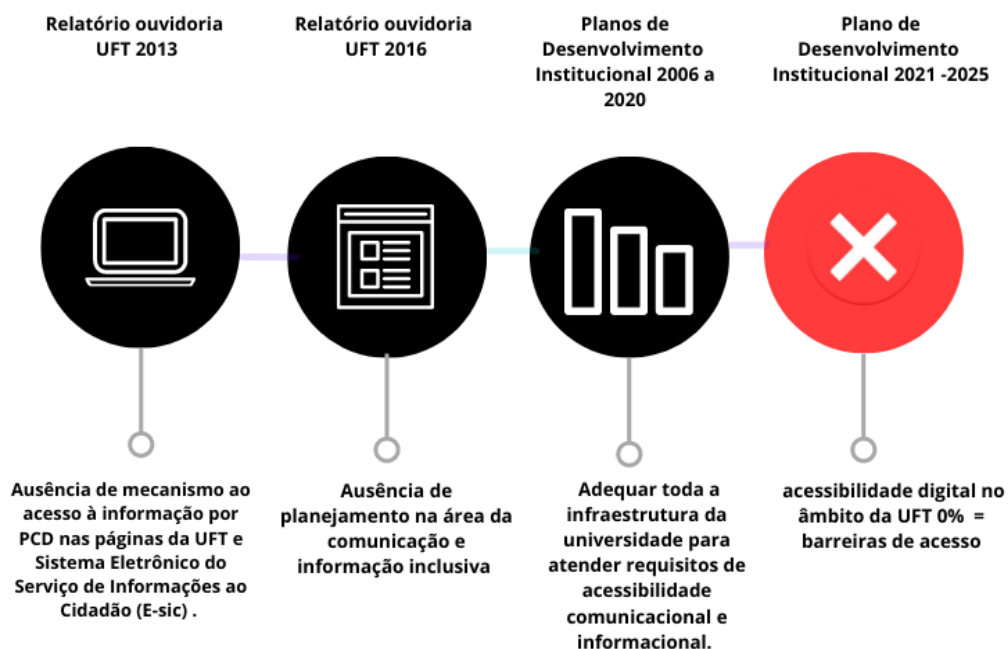 Relatório ouvidoria
UFT 2013
Relatório ouvidoria
UFT 2016
Planos de
Desenvolvimento
Institucional 2006 a
2020
Plano de
Desenvolvimento
Institucional 2021 -2025
Ausência de mecanismo ao
acesso à informação por
PCD nas páginas da UFT e
Sistema Eletrônico do
Serviço de Informações ao
Cidadão (E-sic) .
Ausência de
planejamento na área da
comunicação e
informação inclusiva
Adequar toda a
infraestrutura da
universidade para
atender requisitos de
acessibilidade
comunicacional e
informacional.
acessibilidade digital no
âmbito da UFT 0% =
barreiras de acesso